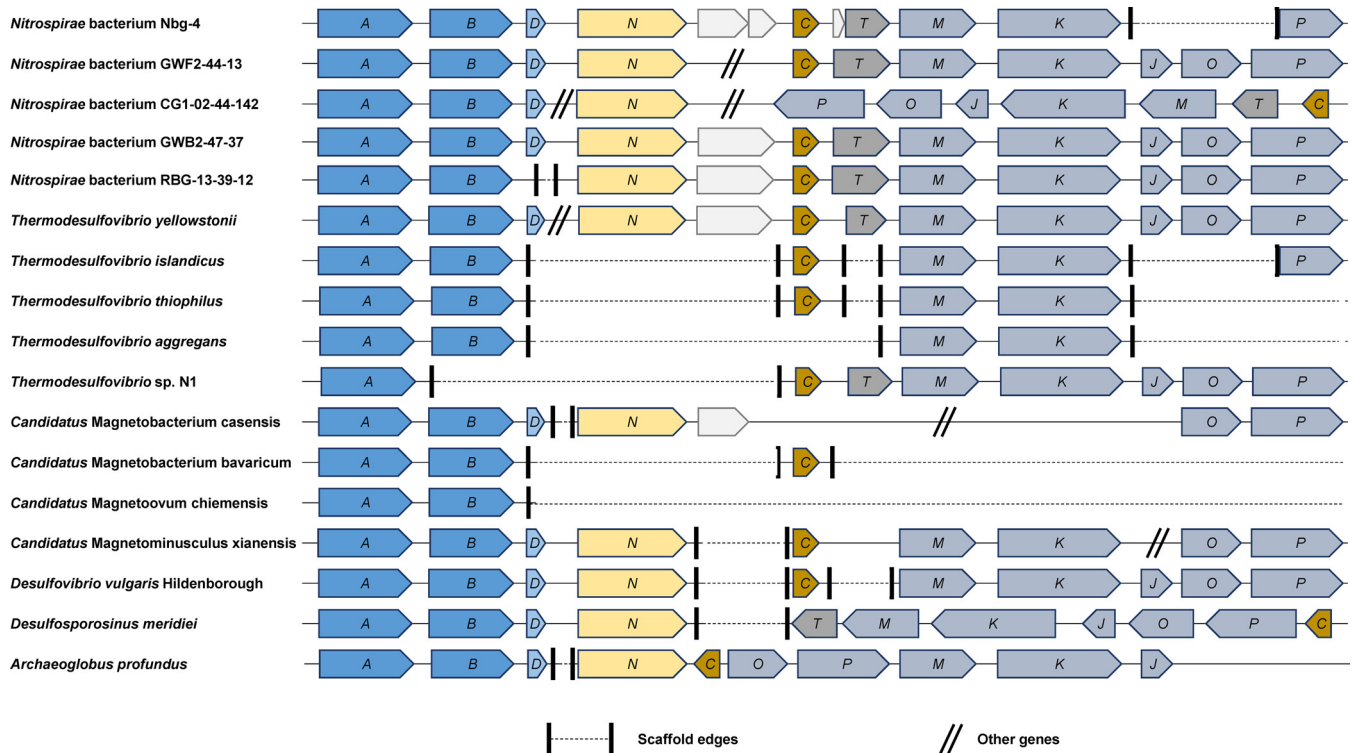 Nitrospirae bacterium Nbg-4 A B D N C T M K P
Nitrospirae bacterium GWF2-44-13 A B D N C T M K J O P
Nitrospirae bacterium CG1-02-44-142 A B D N P O J K M T C
Nitrospirae bacterium GWB2-47-37 A B D N C T M K J O P
Nitrospirae bacterium RBG-13-39-12 A B N C T M K J O P
Thermodesulfovibrio yellowstonii A B D N C T M K J O P
Thermodesulfovibrio islandicus A B C M K P
Thermodesulfovibrio thiophilus A B C M K
Thermodesulfovibrio aggregans A B M K
Thermodesulfovibrio sp. N1 A C T M K J O P
Candidatus Magnetobacterium casensis A B D N O P
Candidatus Magnetobacterium bavaricum A B C
Candidatus Magnetoovum chiemensis A B
Candidatus Magnetominusculus xianensis A B D N C M K O P
Desulfovibrio vulgaris Hildenborough A B D N C M K J O P
Desulfosporosinus meridiei A B D N T M K J O P C
Archaeoglobus profundus A B D N C O P M K J
Scaffold edges // Other genes